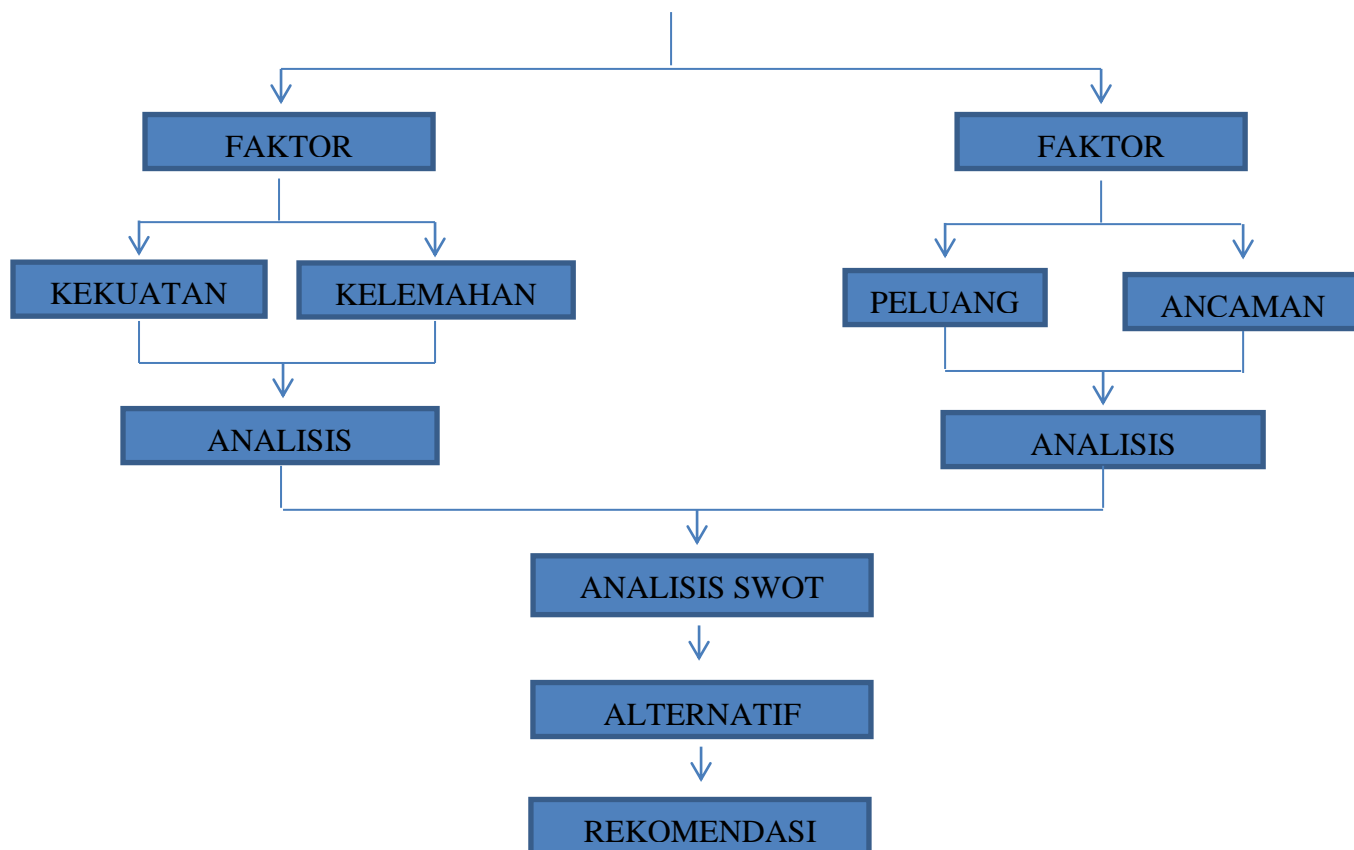 FAKTOR
FAKTOR
KEKUATAN
KELEMAHAN
PELUANG
ANCAMAN
ANALISIS
ANALISIS
ANALISIS SWOT
ALTERNATIF
REKOMENDASI